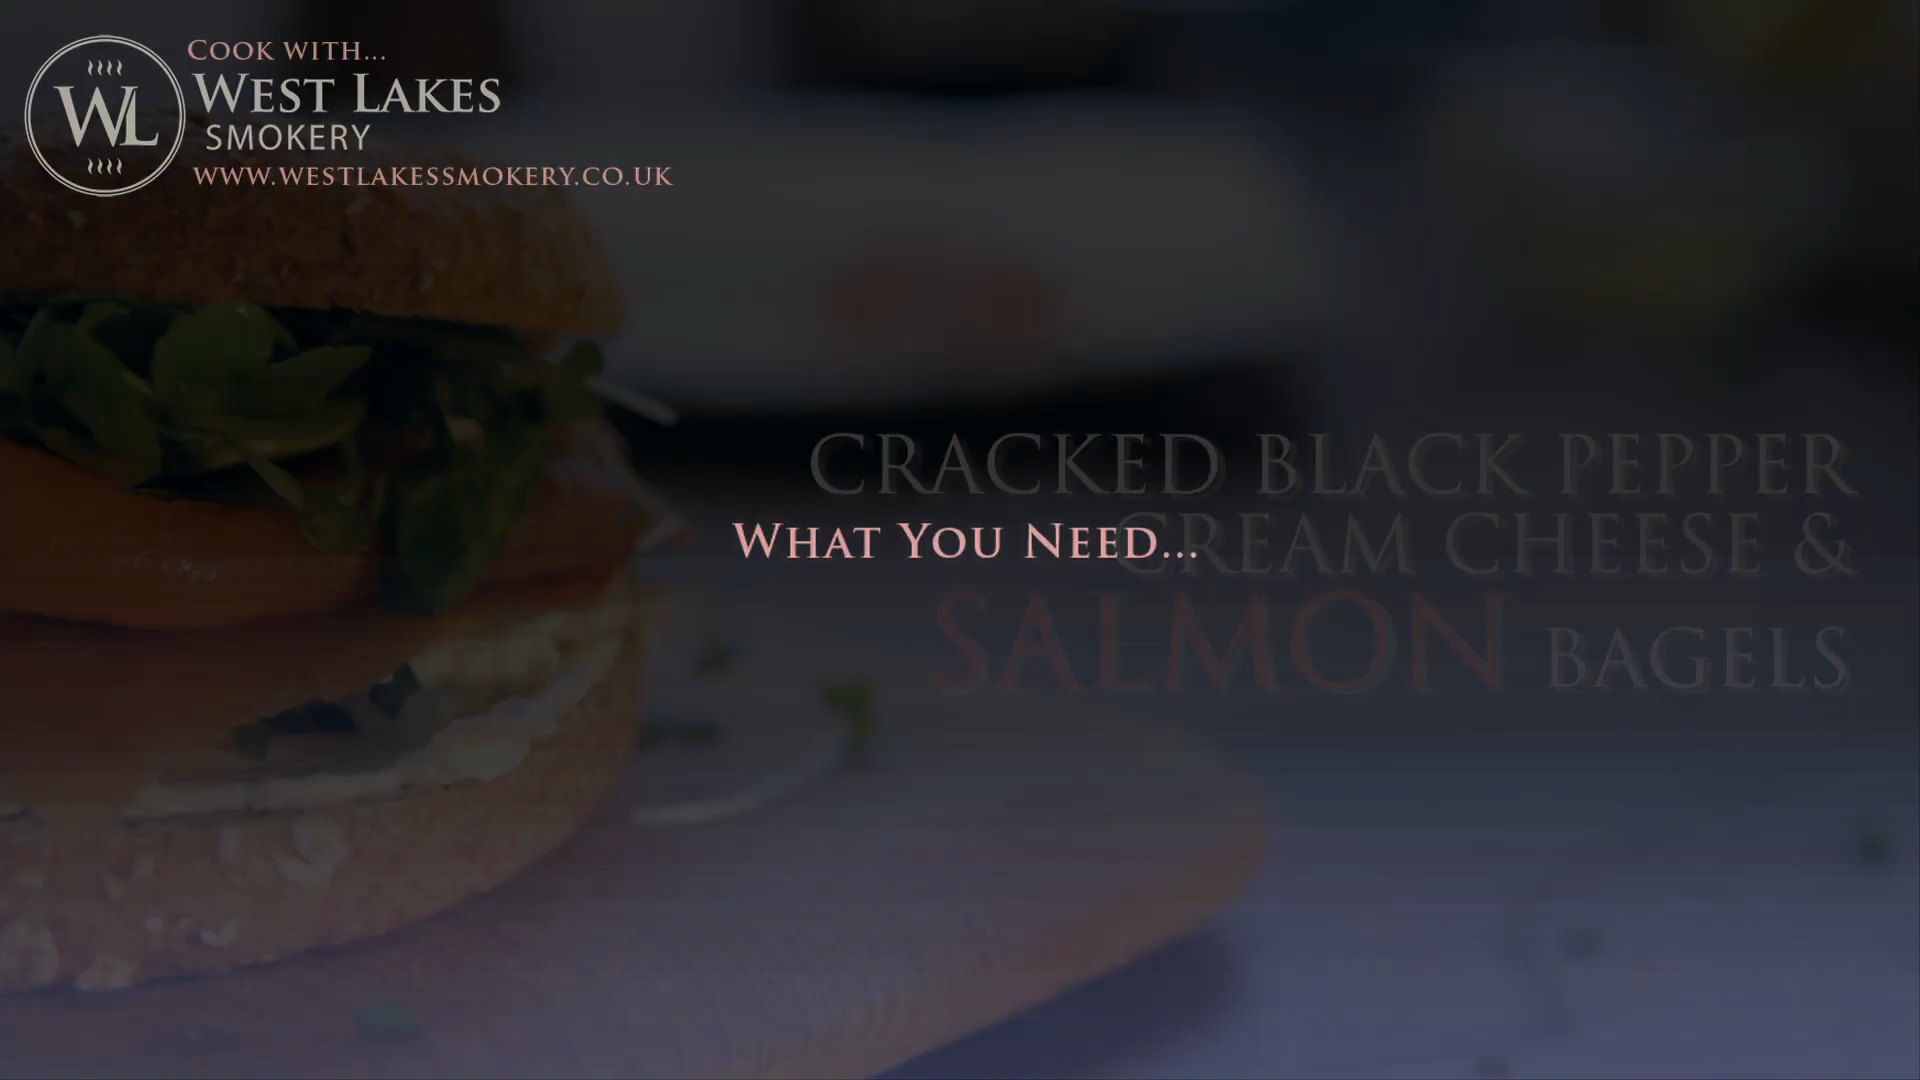 Cook with...
WL
West Lakes
SMOKERY
www.westlakessmokery.co.uk
CRACKED BLACK PEPPER
What You Need...
CREAM CHEESE &
SALMON BAGELS